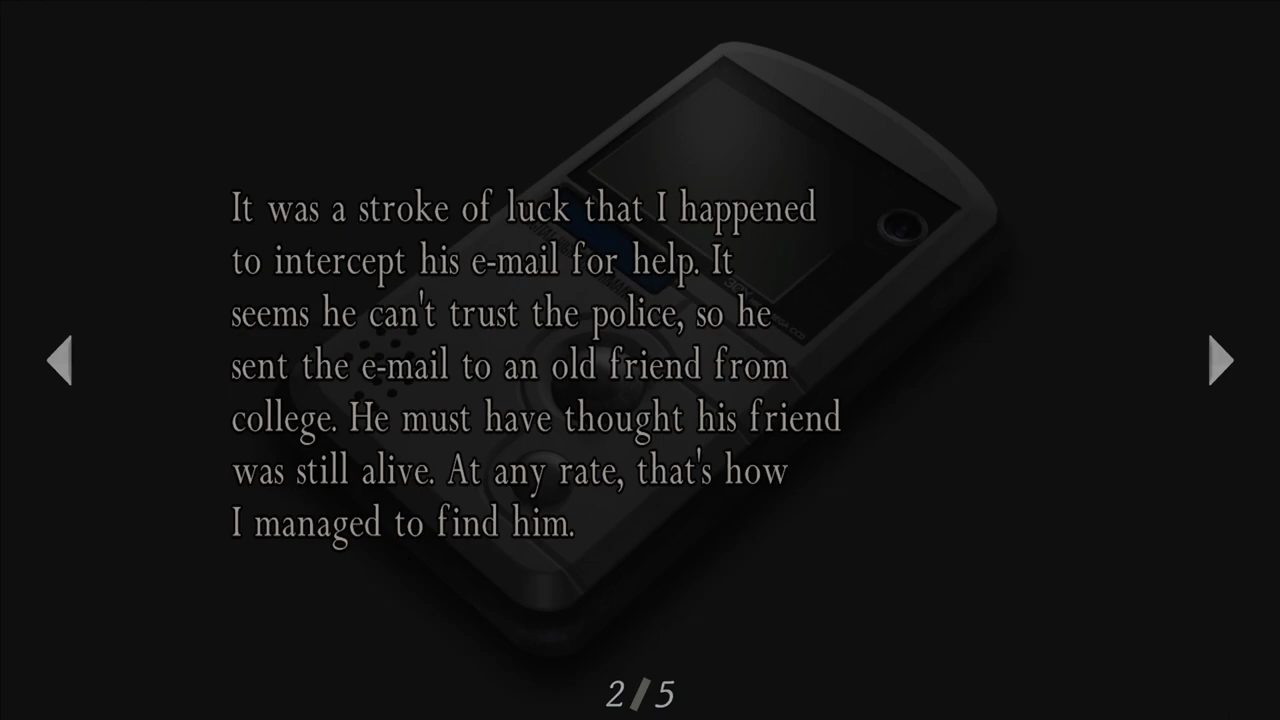 It was a stroke of luck that I happened
to intercept his e-mail for help. It
seems he can't trust the police, so he
sent the e-mail to an old friend from
college. He must have thought his friend
was still alive. At any rate, that's how
I managed to find him.
2/5